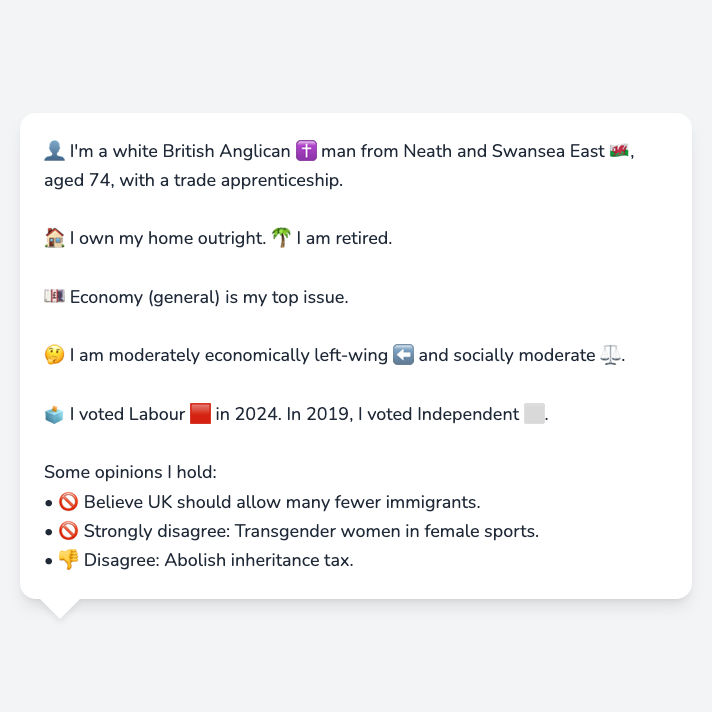 👤 I'm a white British Anglican ✝️ man from Neath and Swansea East 🏴󠁧󠁢󠁷󠁬󠁳󠁿,
aged 74, with a trade apprenticeship.
🏠 I own my home outright. 🌴 I am retired.
💷 Economy (general) is my top issue.
🤔 I am moderately economically left-wing ⬅️ and socially moderate ⚖️.
🗳️ I voted Labour 🟥 in 2024. In 2019, I voted Independent ⬜.
Some opinions I hold:
• 🚫 Believe UK should allow many fewer immigrants.
• 🚫 Strongly disagree: Transgender women in female sports.
• 👎 Disagree: Abolish inheritance tax.